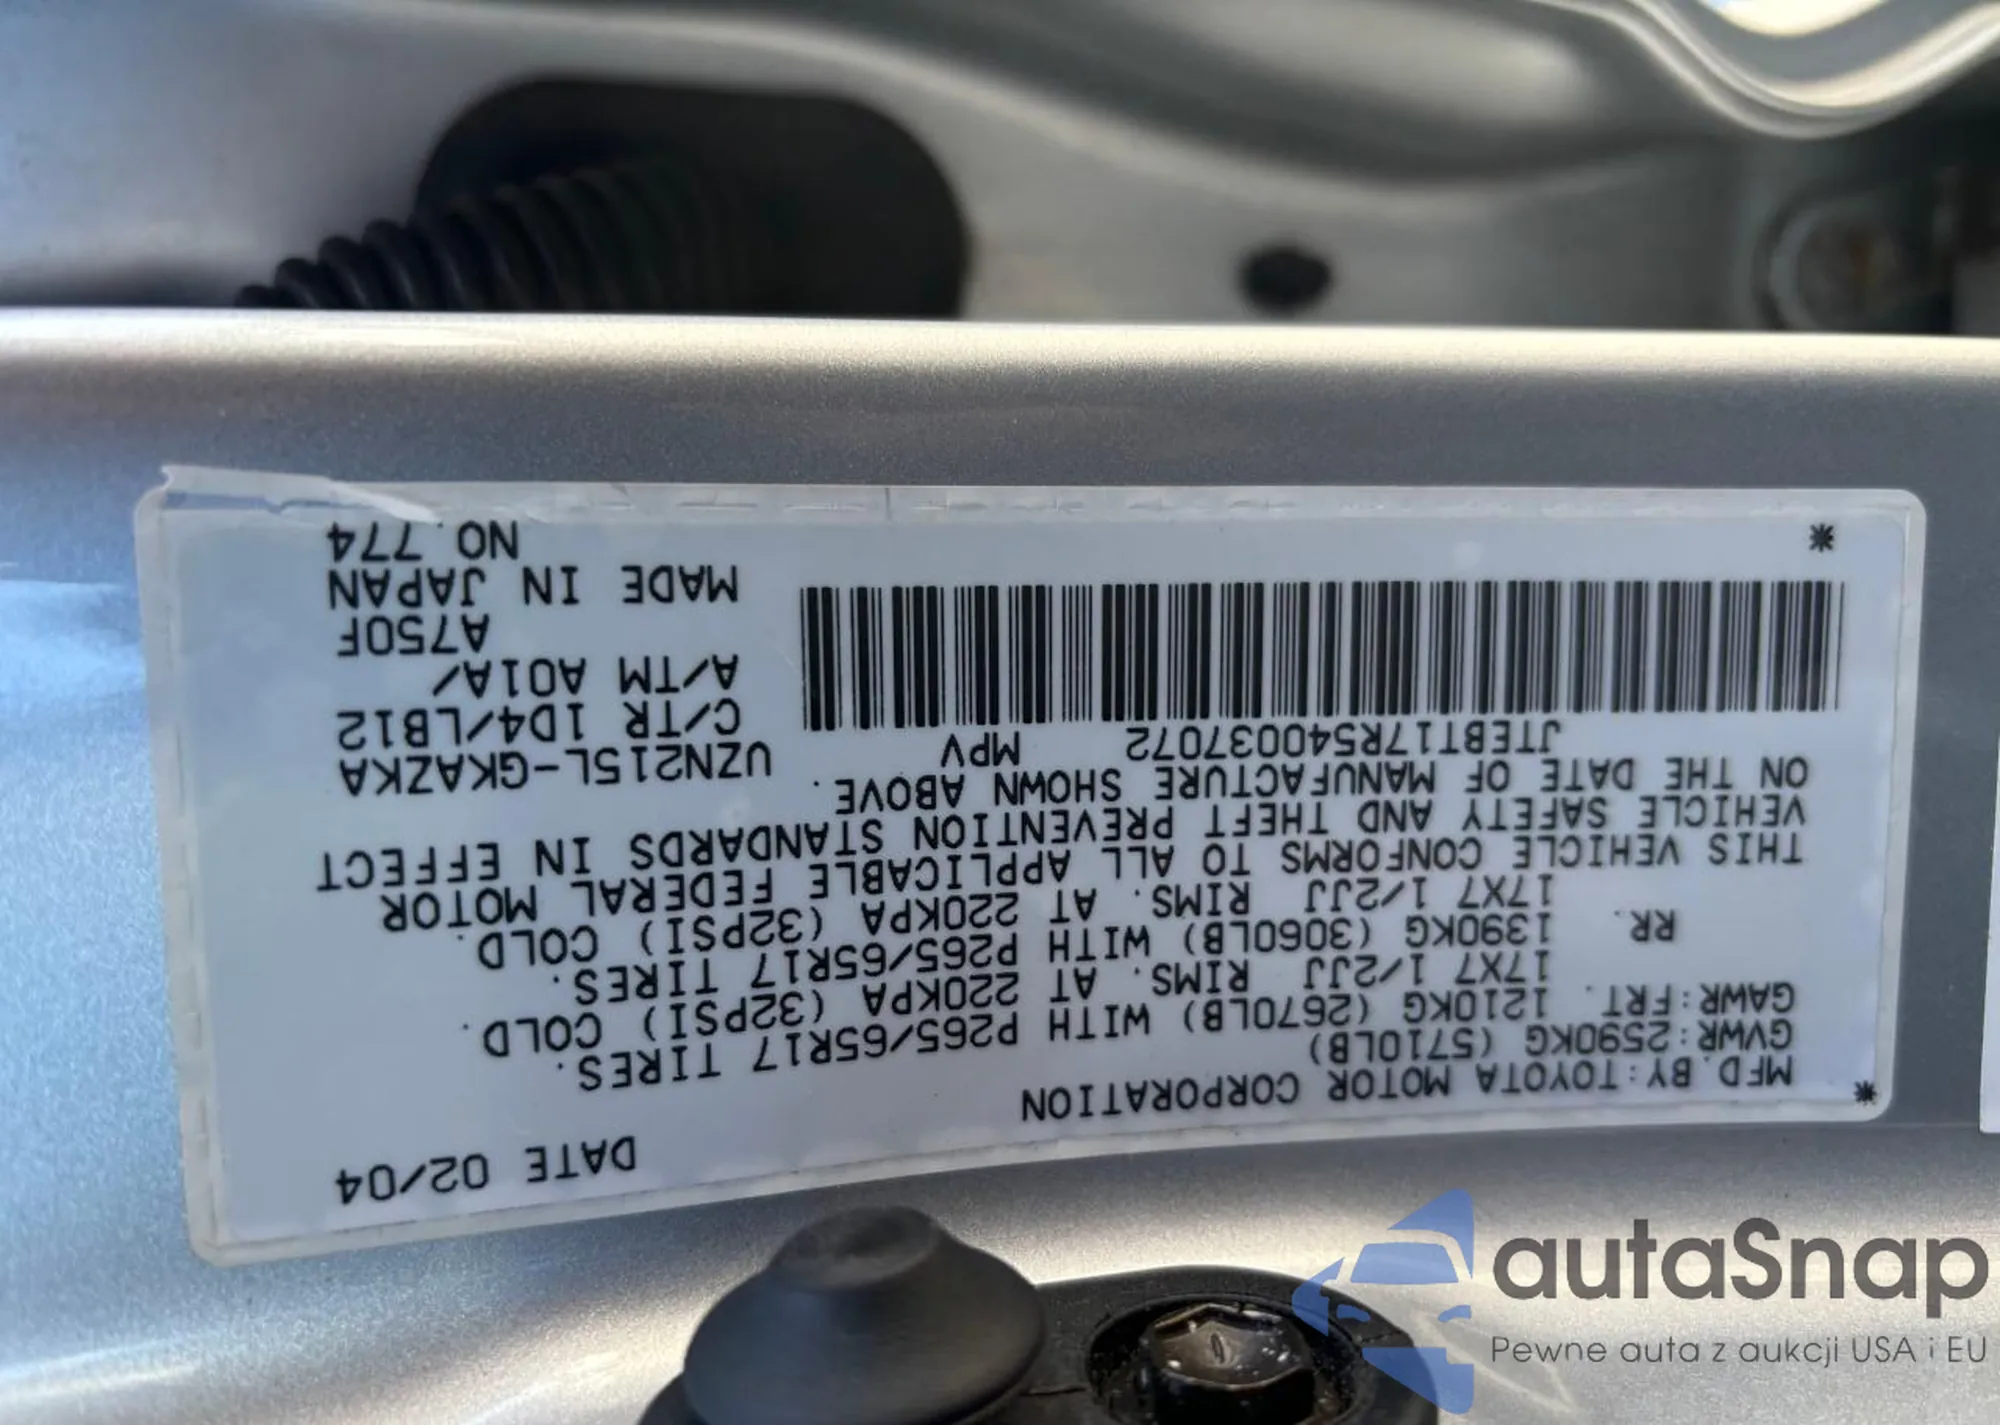 MFD. BY:TOYOTA MOTOR CORPORATION DATE 02/04
GVWR:2590KG (5710LB)
GAWR:FRT. 1210KG (2670LB) WITH P265/65R17 TIRES.
17X7 1/2JJ RIMS. AT 220KPA (32PSI) COLD.
RR. 1390KG (3060LB) WITH P265/65R17 TIRES.
17X7 1/2JJ RIMS. AT 220KPA (32PSI) COLD.
THIS VEHICLE CONFORMS TO ALL APPLICABLE FEDERAL MOTOR
VEHICLE SAFETY AND THEFT PREVENTION STANDARDS IN EFFECT
ON THE DATE OF MANUFACTURE SHOWN ABOVE.
JTEBT17R540037072 MPV
UZN215L-GKAZKA
C/TR 1D4/LB12
A/TM A01A/
A750F
MADE IN JAPAN
NO.774
autaSnap
Pewne auta z aukcji USA i EU